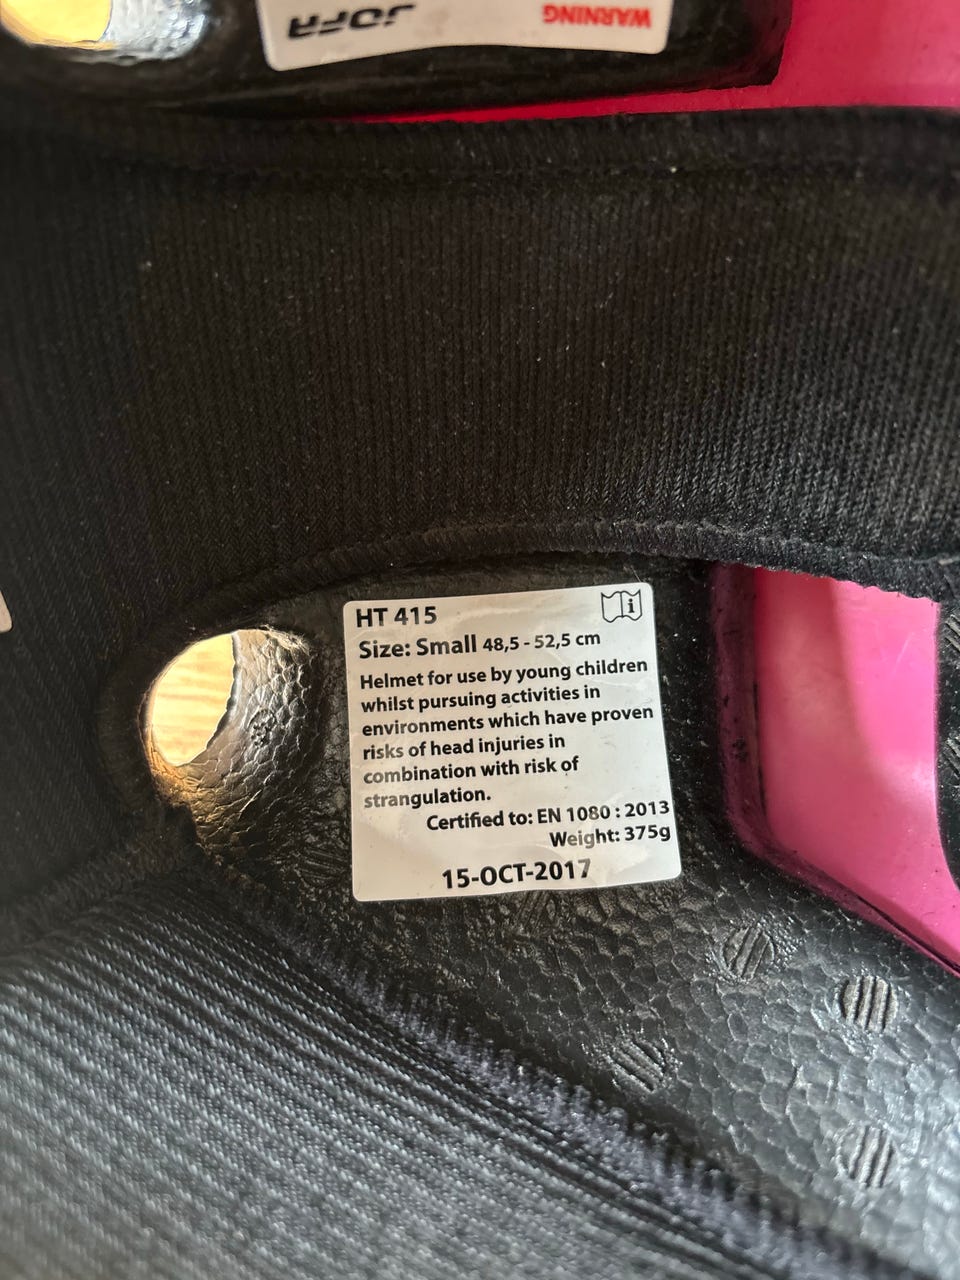 JOFA
WARNING
HT 415
i
Size: Small 48,5 - 52,5 cm
Helmet for use by young children
whilst pursuing activities in
environments which have proven
risks of head injuries in
combination with risk of
strangulation.
Certified to: EN 1080 : 2013
Weight: 375g
15-OCT-2017